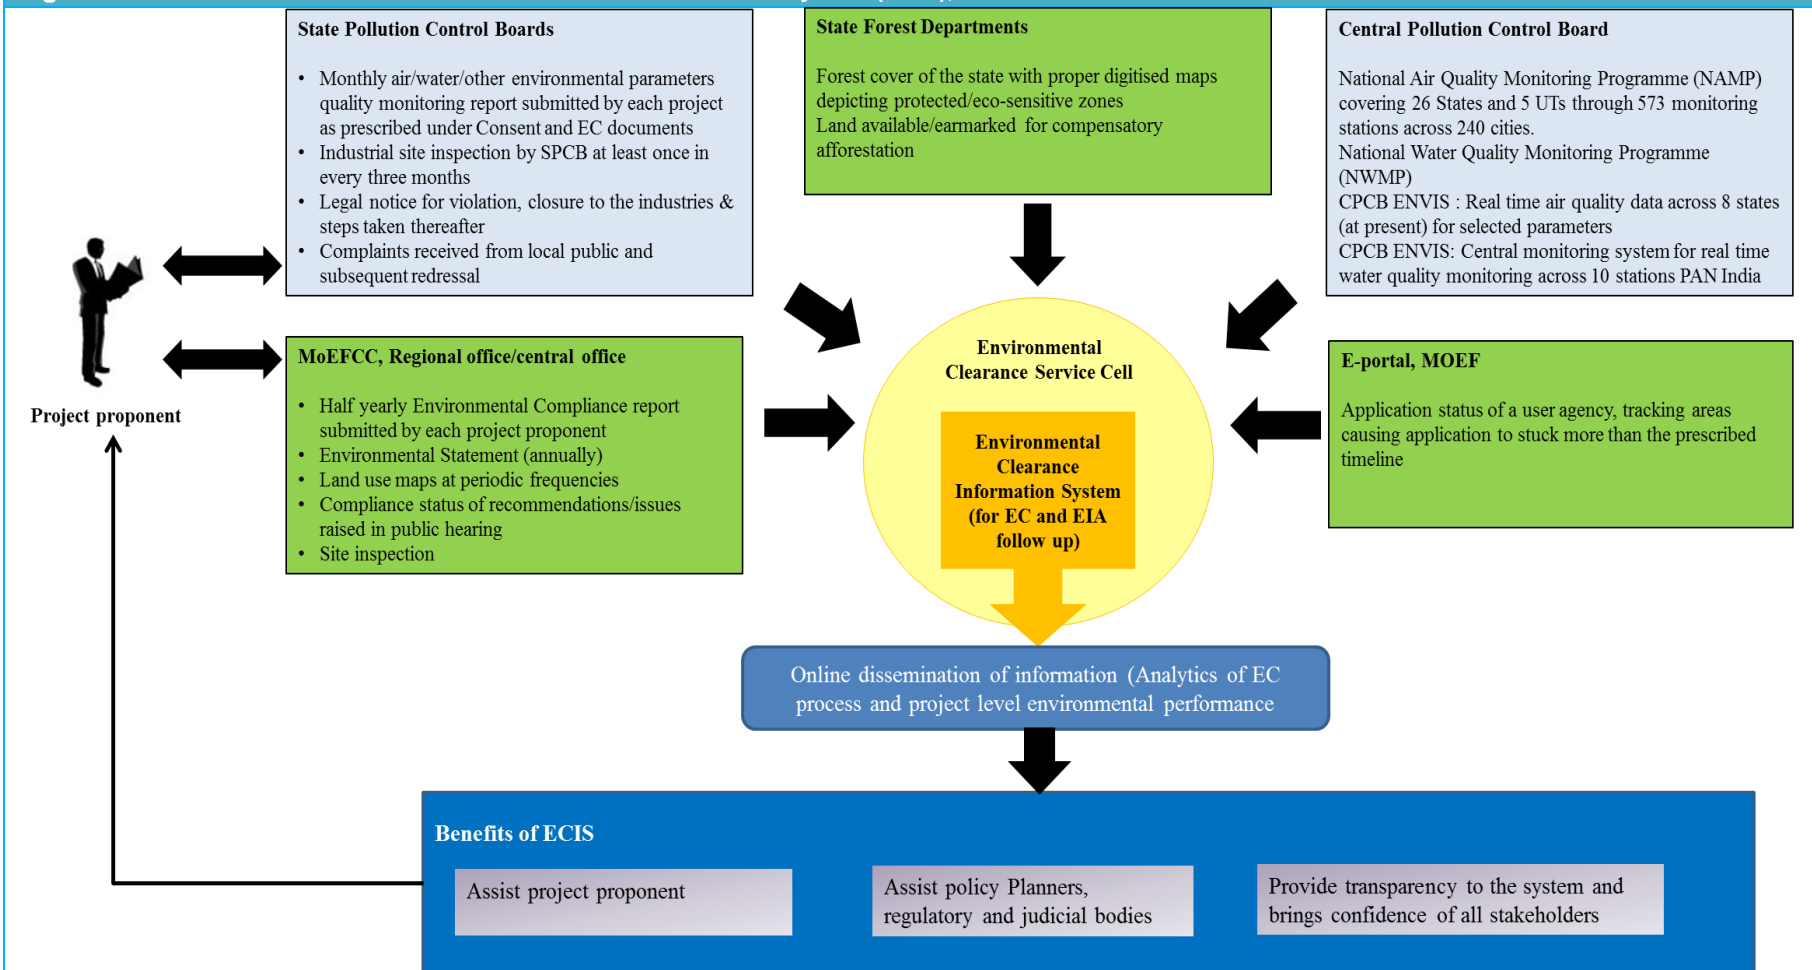 State Pollution Control Boards
• Monthly air/water/other environmental parameters
quality monitoring report submitted by each project
as prescribed under Consent and EC documents
• Industrial site inspection by SPCB at least once in
every three months
• Legal notice for violation, closure to the industries &
steps taken thereafter
• Complaints received from local public and
subsequent redressal
State Forest Departments
Forest cover of the state with proper digitised maps
depicting protected/eco-sensitive zones
Land available/earmarked for compensatory
afforestation
Central Pollution Control Board
National Air Quality Monitoring Programme (NAMP)
covering 26 States and 5 UTs through 573 monitoring
stations across 240 cities.
National Water Quality Monitoring Programme
(NWMP)
CPCB ENVIS : Real time air quality data across 8 states
(at present) for selected parameters
CPCB ENVIS: Central monitoring system for real time
water quality monitoring across 10 stations PAN India
Project proponent
MoEFCC, Regional office/central office
• Half yearly Environmental Compliance report
submitted by each project proponent
• Environmental Statement (annually)
• Land use maps at periodic frequencies
• Compliance status of recommendations/issues
raised in public hearing
• Site inspection
Environmental
Clearance Service Cell
Environmental
Clearance
Information System
(for EC and EIA
follow up)
E-portal, MOEF
Application status of a user agency, tracking areas
causing application to stuck more than the prescribed
timeline
Online dissemination of information (Analytics of EC
process and project level environmental performance
Benefits of ECIS
Assist project proponent
Assist policy Planners,
regulatory and judicial bodies
Provide transparency to the system and
brings confidence of all stakeholders